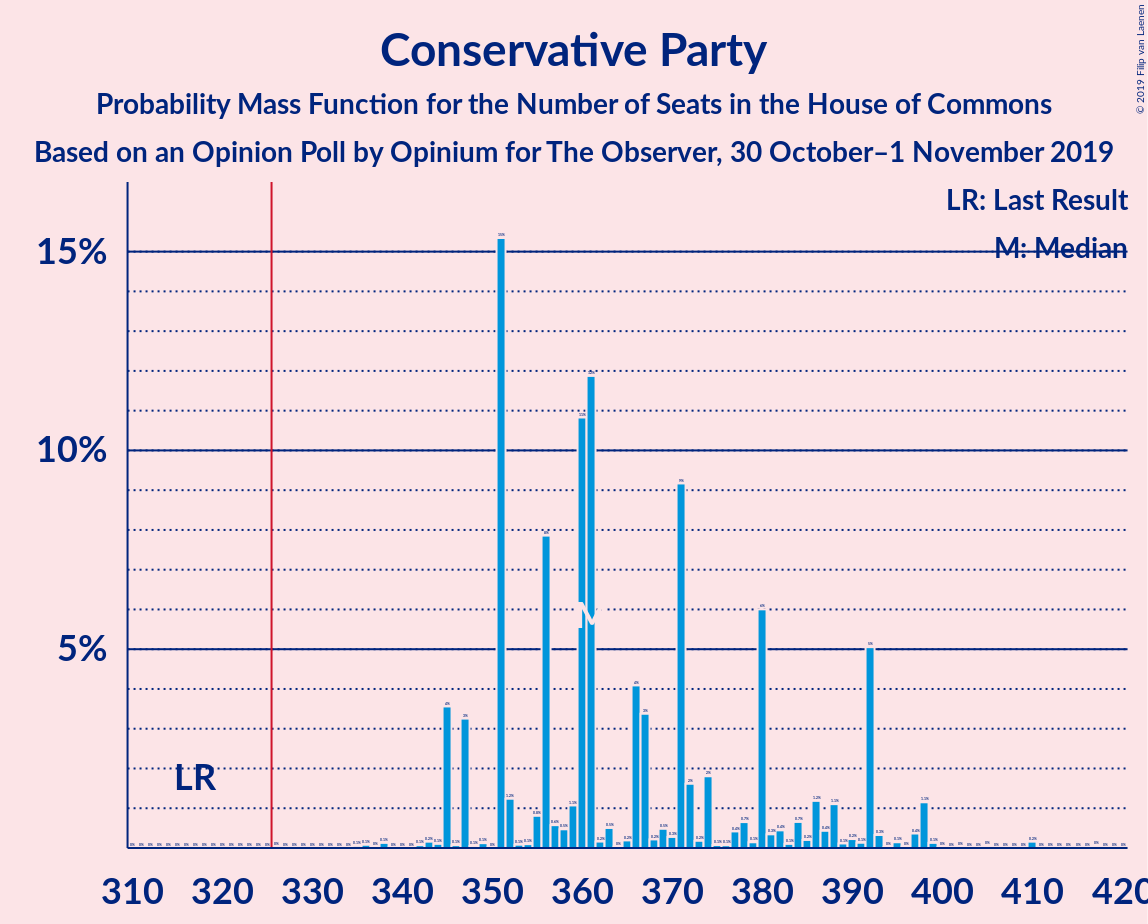 Conservative Party
Probability Mass Function for the Number of Seats in the House of Commons
Based on an Opinion Poll by Opinium for The Observer, 30 October–1 November 2019
© 2019 Filip van Laenen
LR: Last Result
M: Median
15%
10%
5%
LR
M
310 320 330 340 350 360 370 380 390 400 410 420